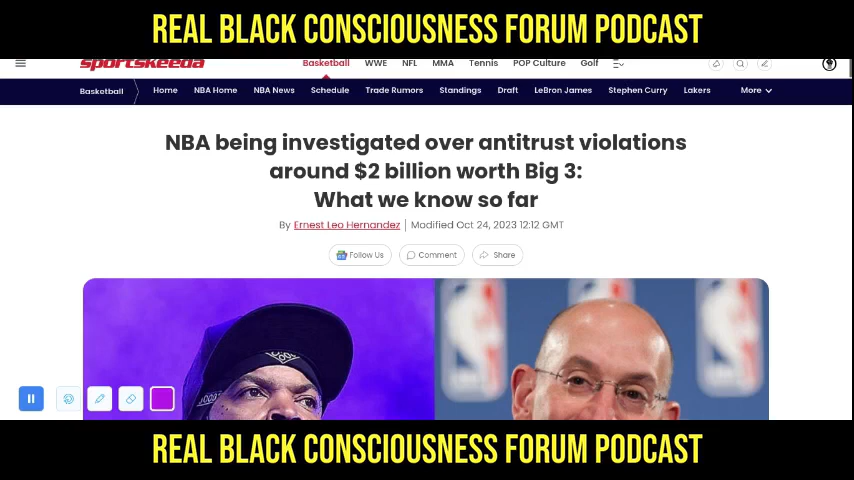 REAL BLACK CONSCIOUSNESS FORUM PODCAST
sportskeeda Basketball WWE NFL MMA Tennis POP Culture Golf
Basketball Home NBA Home NBA News Schedule Trade Rumors Standings Draft LeBron James Stephen Curry Lakers More
NBA being investigated over antitrust violations
around $2 billion worth Big 3:
What we know so far
By Ernest Leo Hernandez | Modified Oct 24, 2023 12:12 GMT
Follow Us Comment Share
REAL BLACK CONSCIOUSNESS FORUM PODCAST